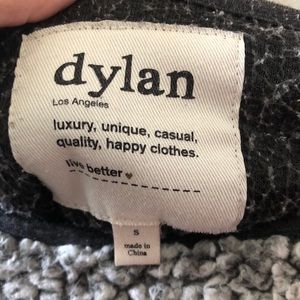 dylan
Los Angeles
luxury, unique, casual,
quality, happy clothes.
live better ♥
S
made in
China